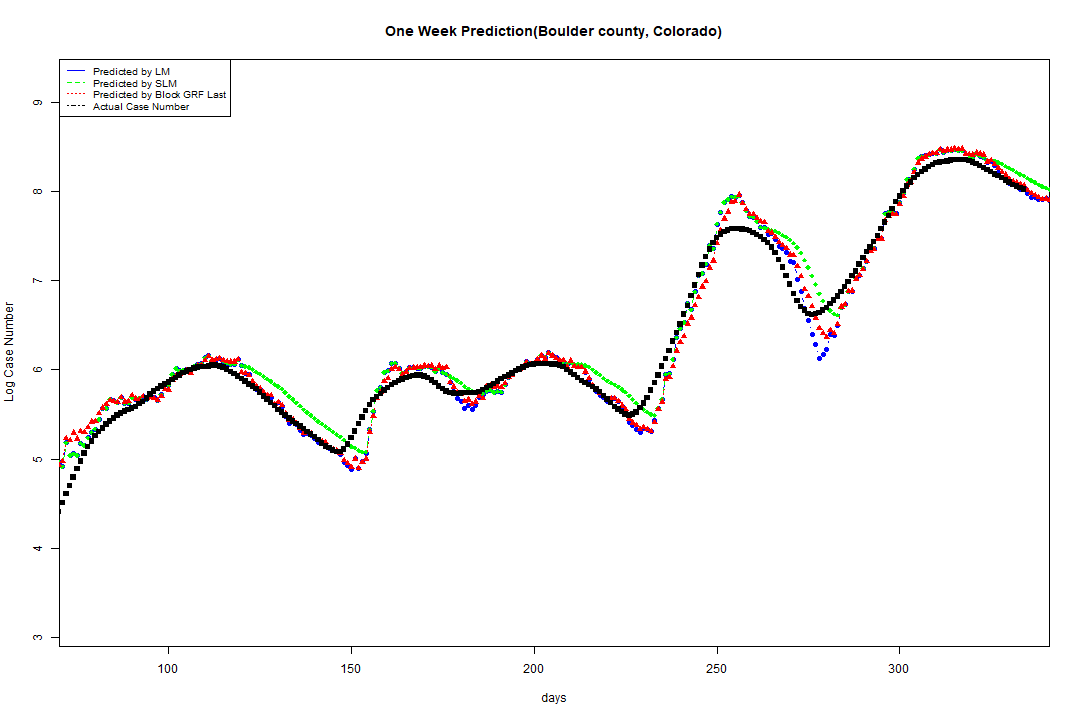 One Week Prediction(Boulder county, Colorado)
Predicted by LM
Predicted by SLM
Predicted by Block GRF Last
Actual Case Number
Log Case Number
9
8
7
6
5
4
3
100 150 200 250 300
days